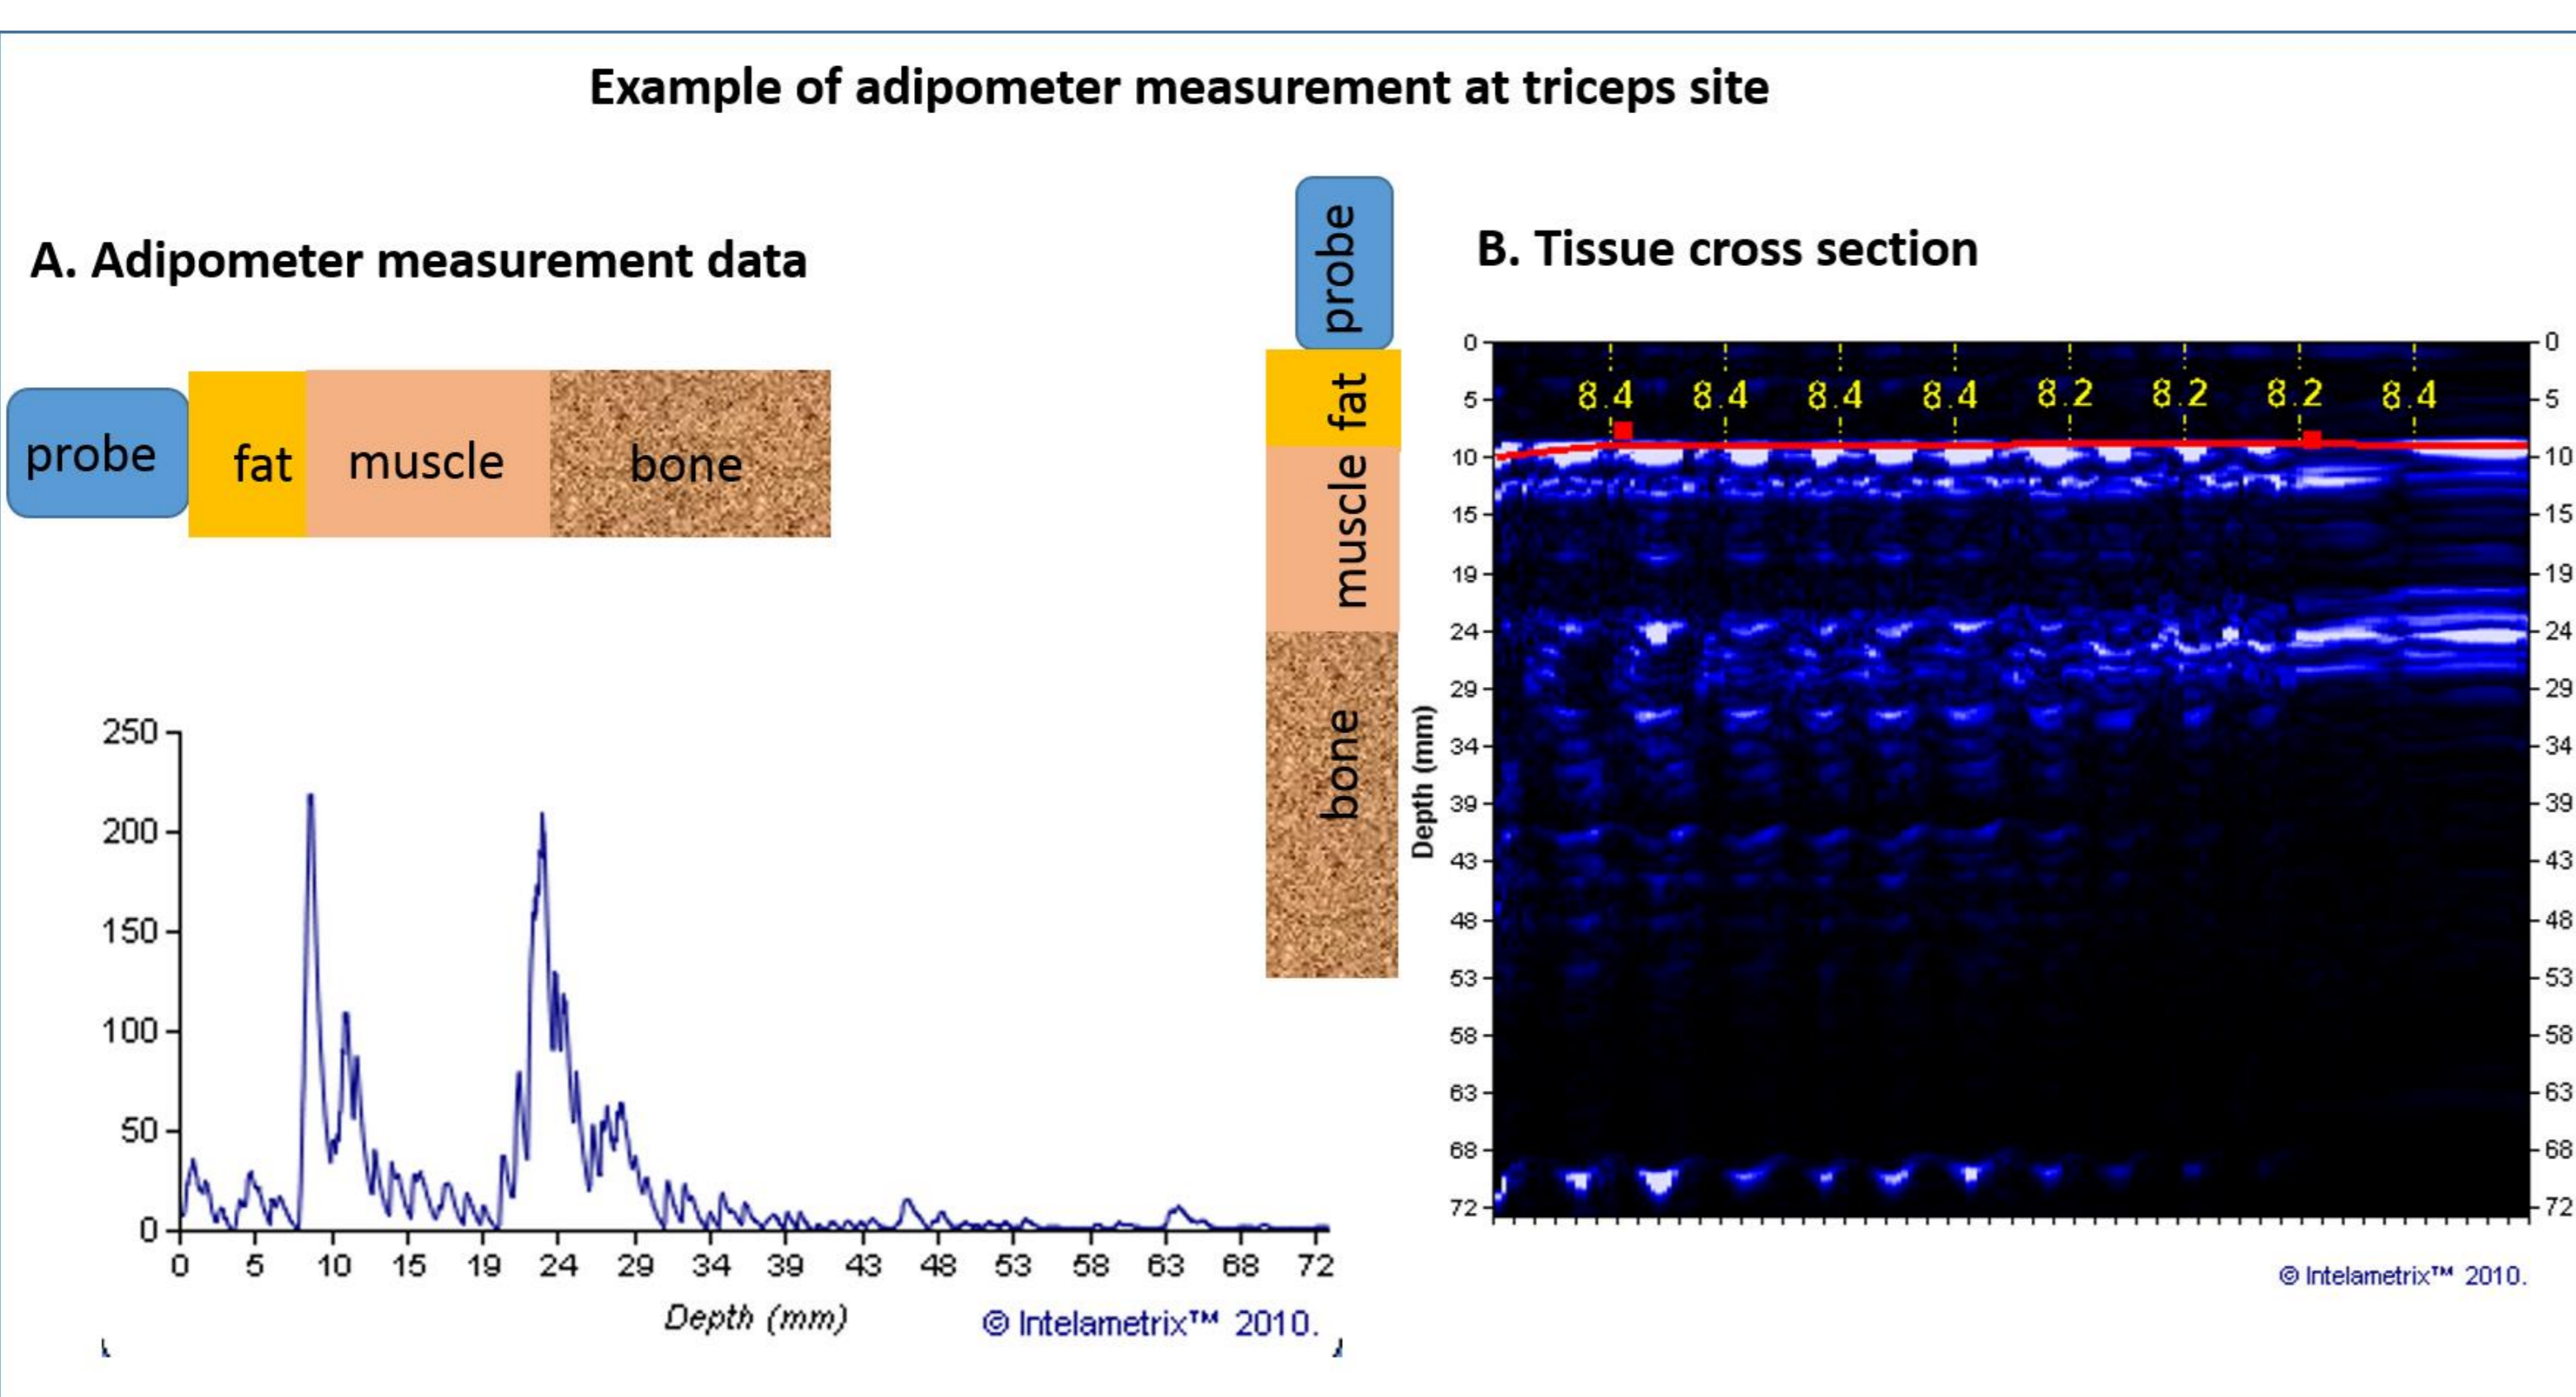 Example of adipometer measurement at triceps site
A. Adipometer measurement data
probe
fat
muscle
bone
250
200
150
100
50
0
0 5 10 15 19 24 29 34 39 43 48 53 58 63 68 72
Depth (mm)
© Intelametrix™ 2010.
probe
fat
muscle
bone
B. Tissue cross section
8.4 8.4 8.4 8.4 8.2 8.2 8.2 8.4
Depth (mm)
0 0
5 5
10 10
15 15
19 19
24 24
29 29
34 34
39 39
43 43
48 48
53 53
58 58
63 63
68 68
72 72
© Intelametrix™ 2010.